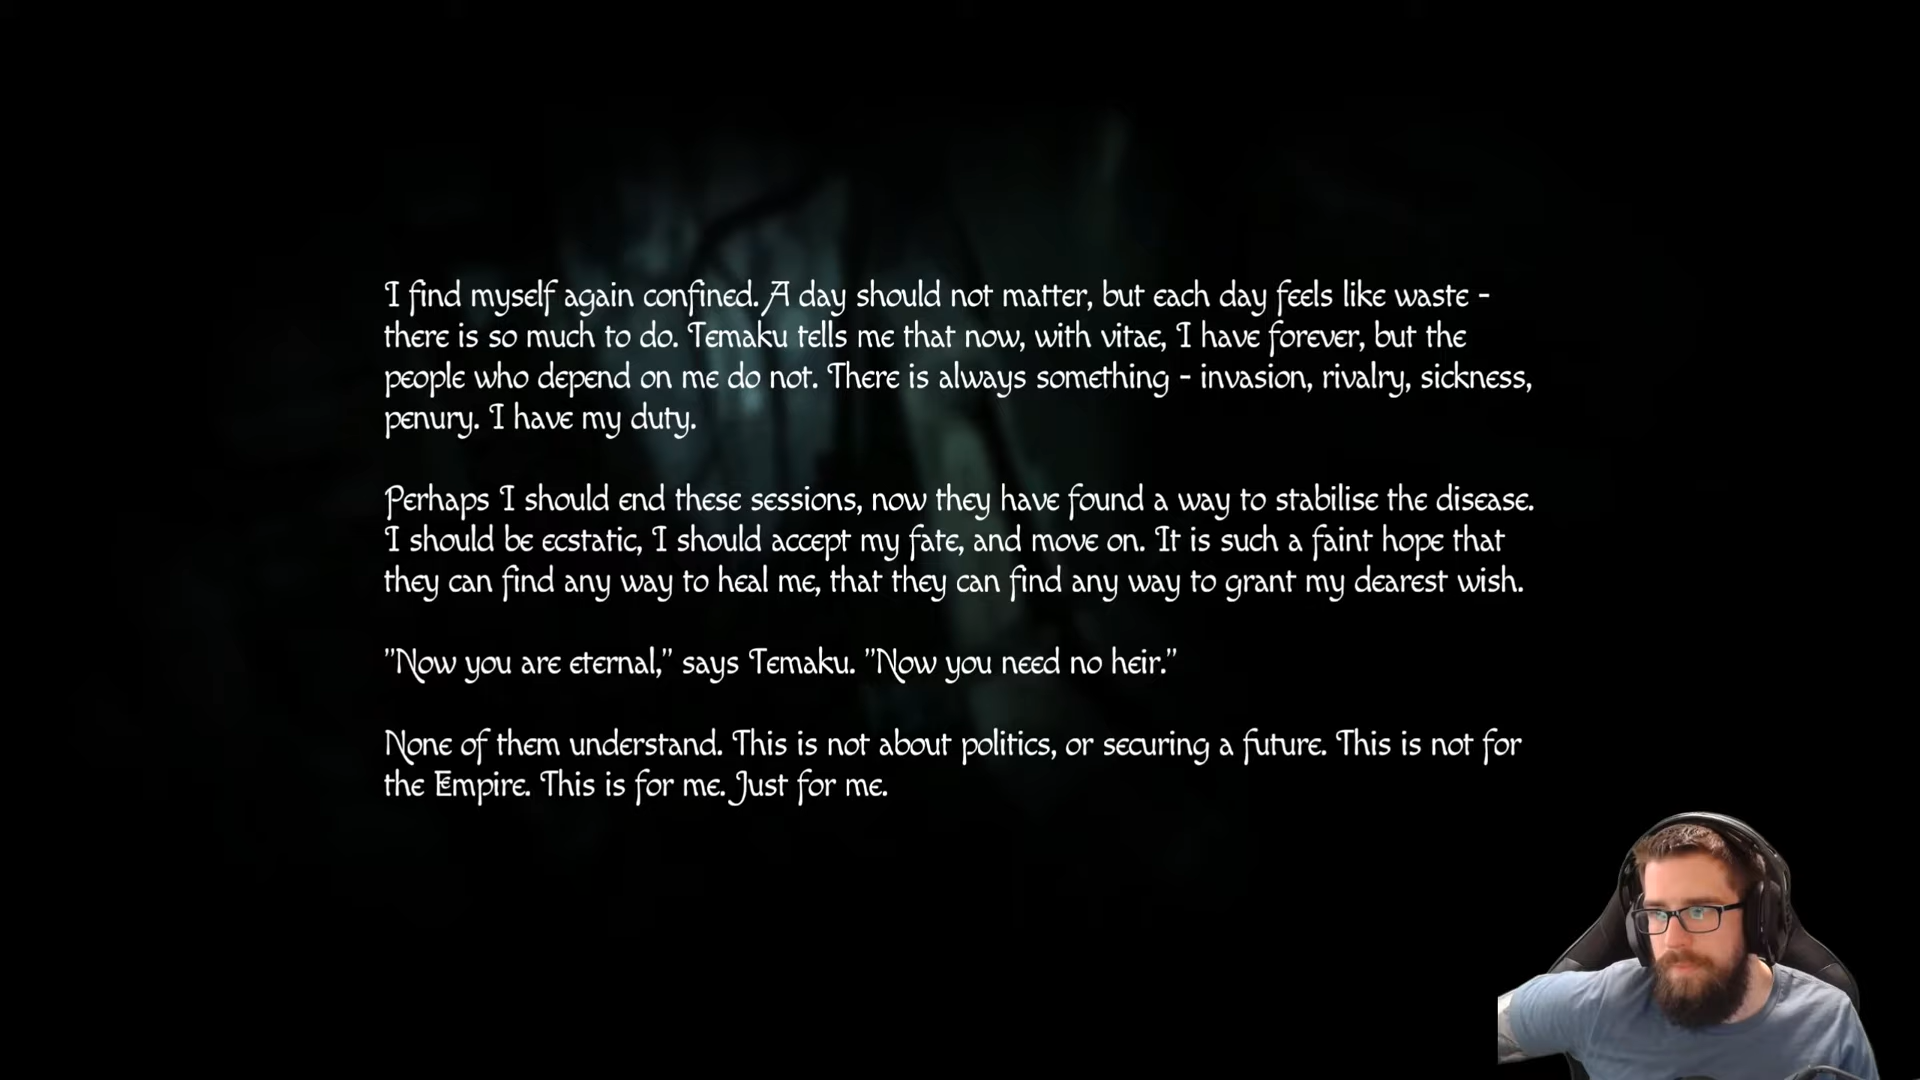 I find myself again confined. A day should not matter, but each day feels like waste -
there is so much to do. Temaku tells me that now, with vitae, I have forever, but the
people who depend on me do not. There is always something - invasion, rivalry, sickness,
penury. I have my duty.
Perhaps I should end these sessions, now they have found a way to stabilise the disease.
I should be ecstatic, I should accept my fate, and move on. It is such a faint hope that
they can find any way to heal me, that they can find any way to grant my dearest wish.
"Now you are eternal," says Temaku. "Now you need no heir."
None of them understand. This is not about politics, or securing a future. This is not for
the Empire. This is for me. Just for me.